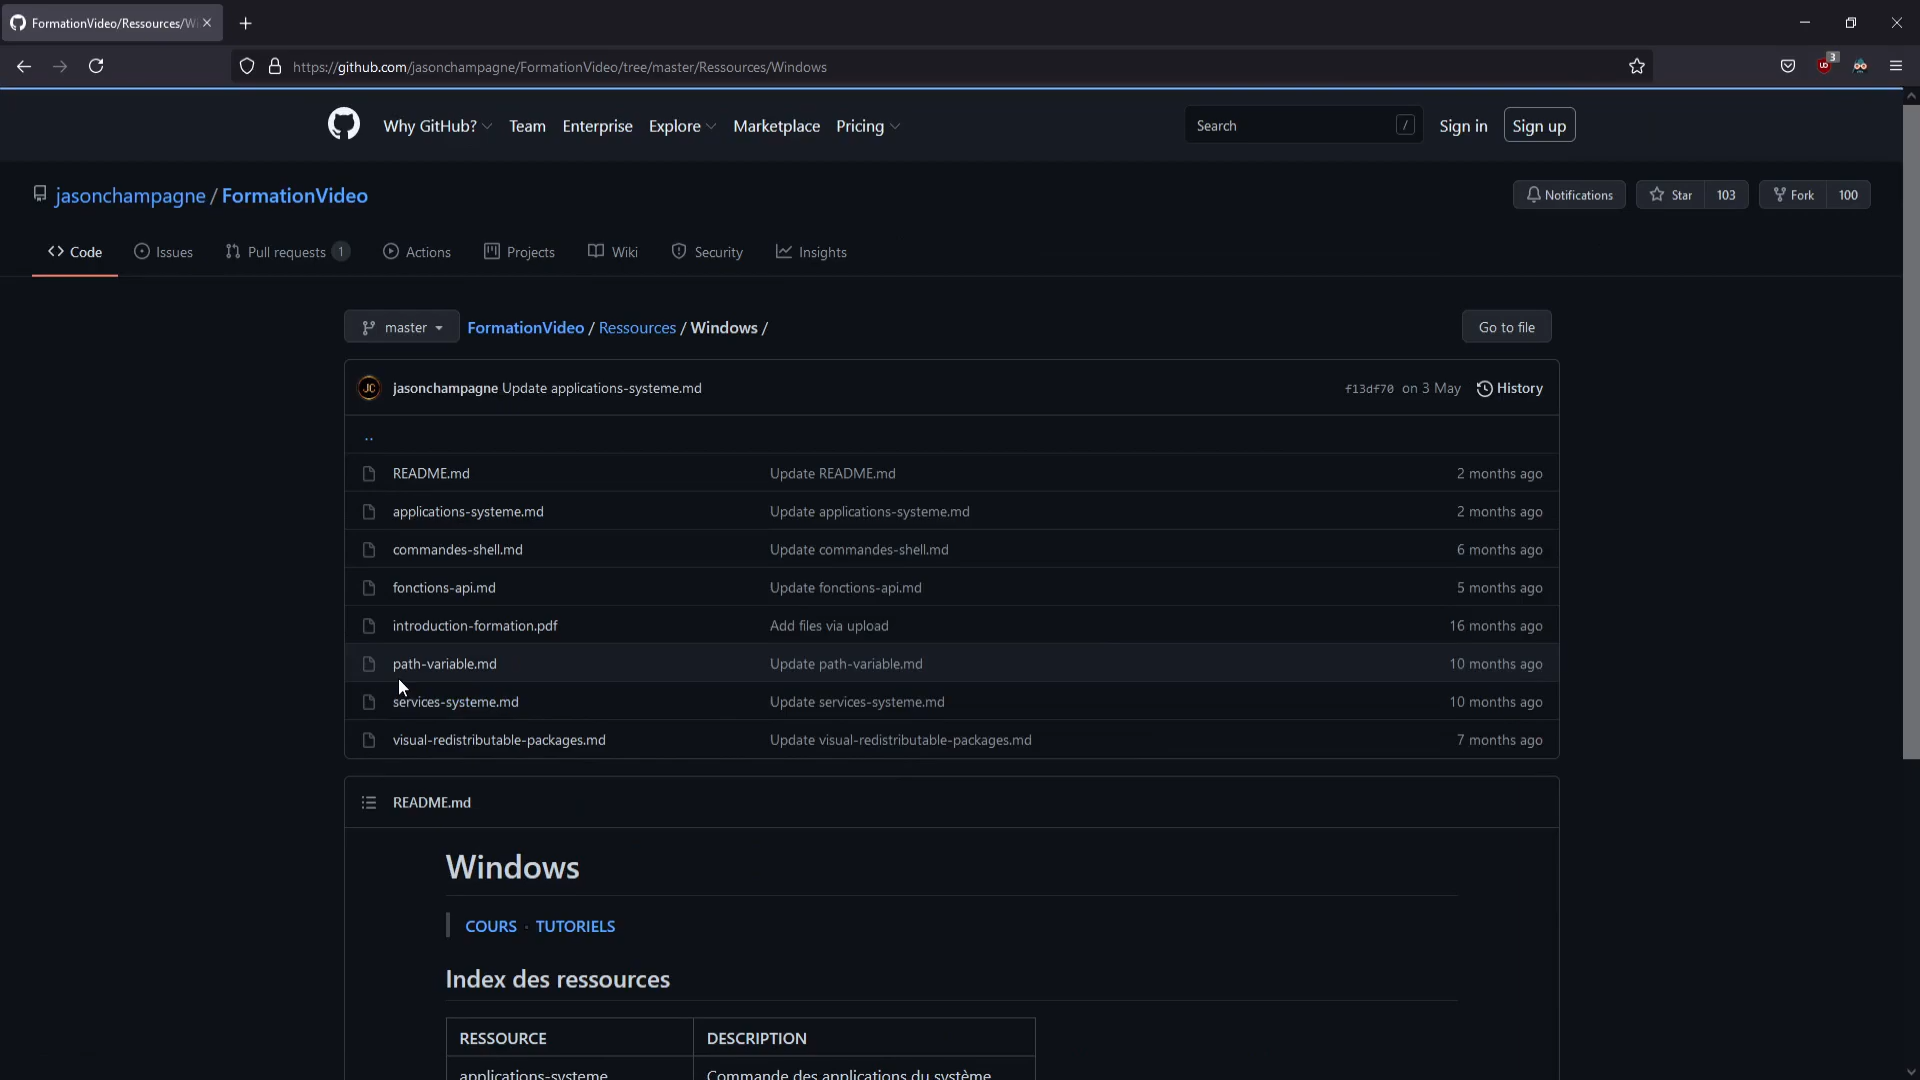 FormationVideo/Ressources/Wi
https://github.com/jasonchampagne/FormationVideo/tree/master/Ressources/Windows
3
Why GitHub? Team Enterprise Explore Marketplace Pricing Search / Sign in Sign up
jasonchampagne / FormationVideo Notifications Star 103 Fork 100
Code Issues Pull requests 1 Actions Projects Wiki Security Insights
master FormationVideo / Ressources / Windows / Go to file
JC jasonchampagne Update applications-systeme.md f13df70 on 3 May History
..
README.md Update README.md 2 months ago
applications-systeme.md Update applications-systeme.md 2 months ago
commandes-shell.md Update commandes-shell.md 6 months ago
fonctions-api.md Update fonctions-api.md 5 months ago
introduction-formation.pdf Add files via upload 16 months ago
path-variable.md Update path-variable.md 10 months ago
services-systeme.md Update services-systeme.md 10 months ago
visual-redistributable-packages.md Update visual-redistributable-packages.md 7 months ago
README.md
Windows
COURS · TUTORIELS
Index des ressources
RESSOURCE DESCRIPTION
applications-systeme Commande des applications du système